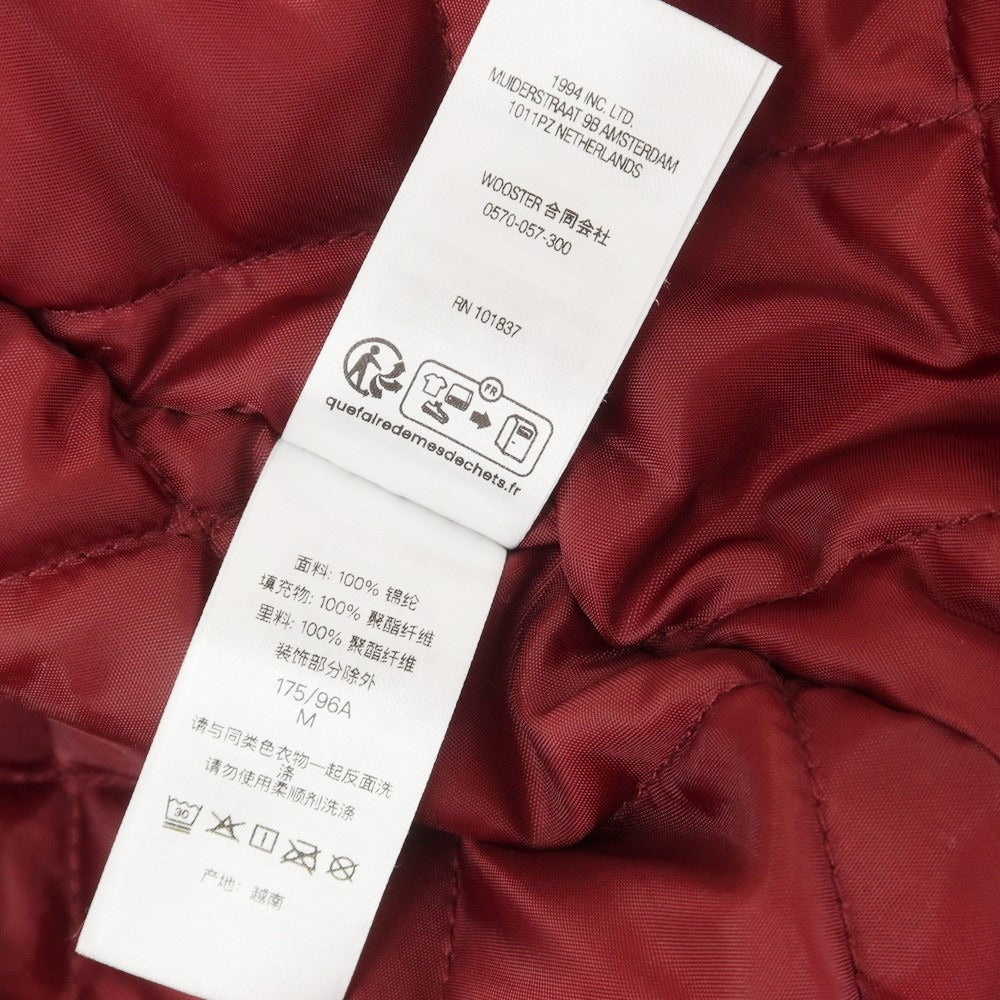 1994 INC. LTD.
MUIDERSTRAAT 9B AMSTERDAM
1011PZ NETHERLANDS
WOOSTER 合同会社
0570-057-300
RN 101837
FR
quefairedemesdechets.fr
面料: 100% 锦纶
填充物: 100% 聚酯纤维
里料: 100% 聚酯纤维
装饰部分除外
175/96A
M
请与同类色衣物一起反面洗
涤
请勿使用柔顺剂洗涤
30
产地: 越南